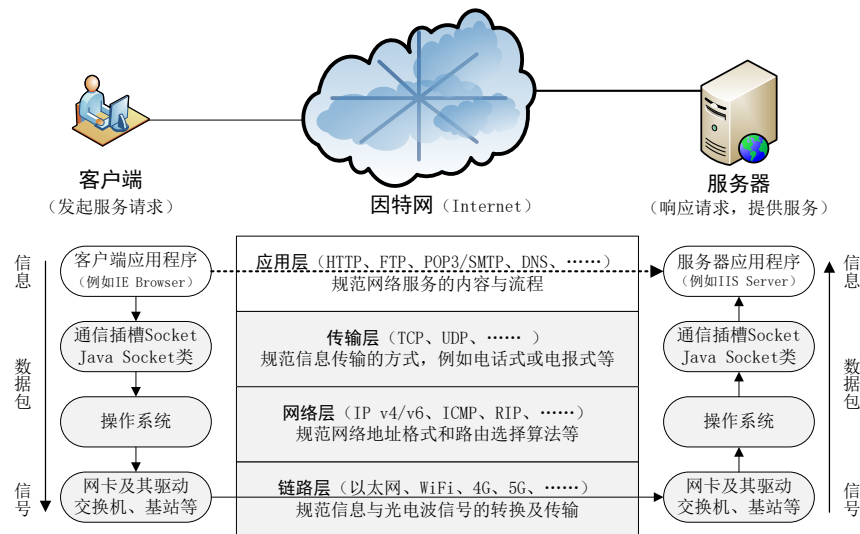 客户端
（发起服务请求）
因特网（Internet）
服务器
（响应请求，提供服务）
信息
数据包
信号
客户端应用程序
（例如IE Browser）
通信插槽Socket
Java Socket类
操作系统
网卡及其驱动
交换机、基站等
应用层（HTTP、FTP、POP3/SMTP、DNS、……）
规范网络服务的内容与流程
传输层（TCP、UDP、…… ）
规范信息传输的方式，例如电话式或电报式等
网络层（IP v4/v6、ICMP、RIP、……）
规范网络地址格式和路由选择算法等
链路层（以太网、WiFi、4G、5G、……）
规范信息与光电波信号的转换及传输
服务器应用程序
（例如IIS Server）
通信插槽Socket
Java Socket类
操作系统
网卡及其驱动
交换机、基站等
信息
数据包
信号